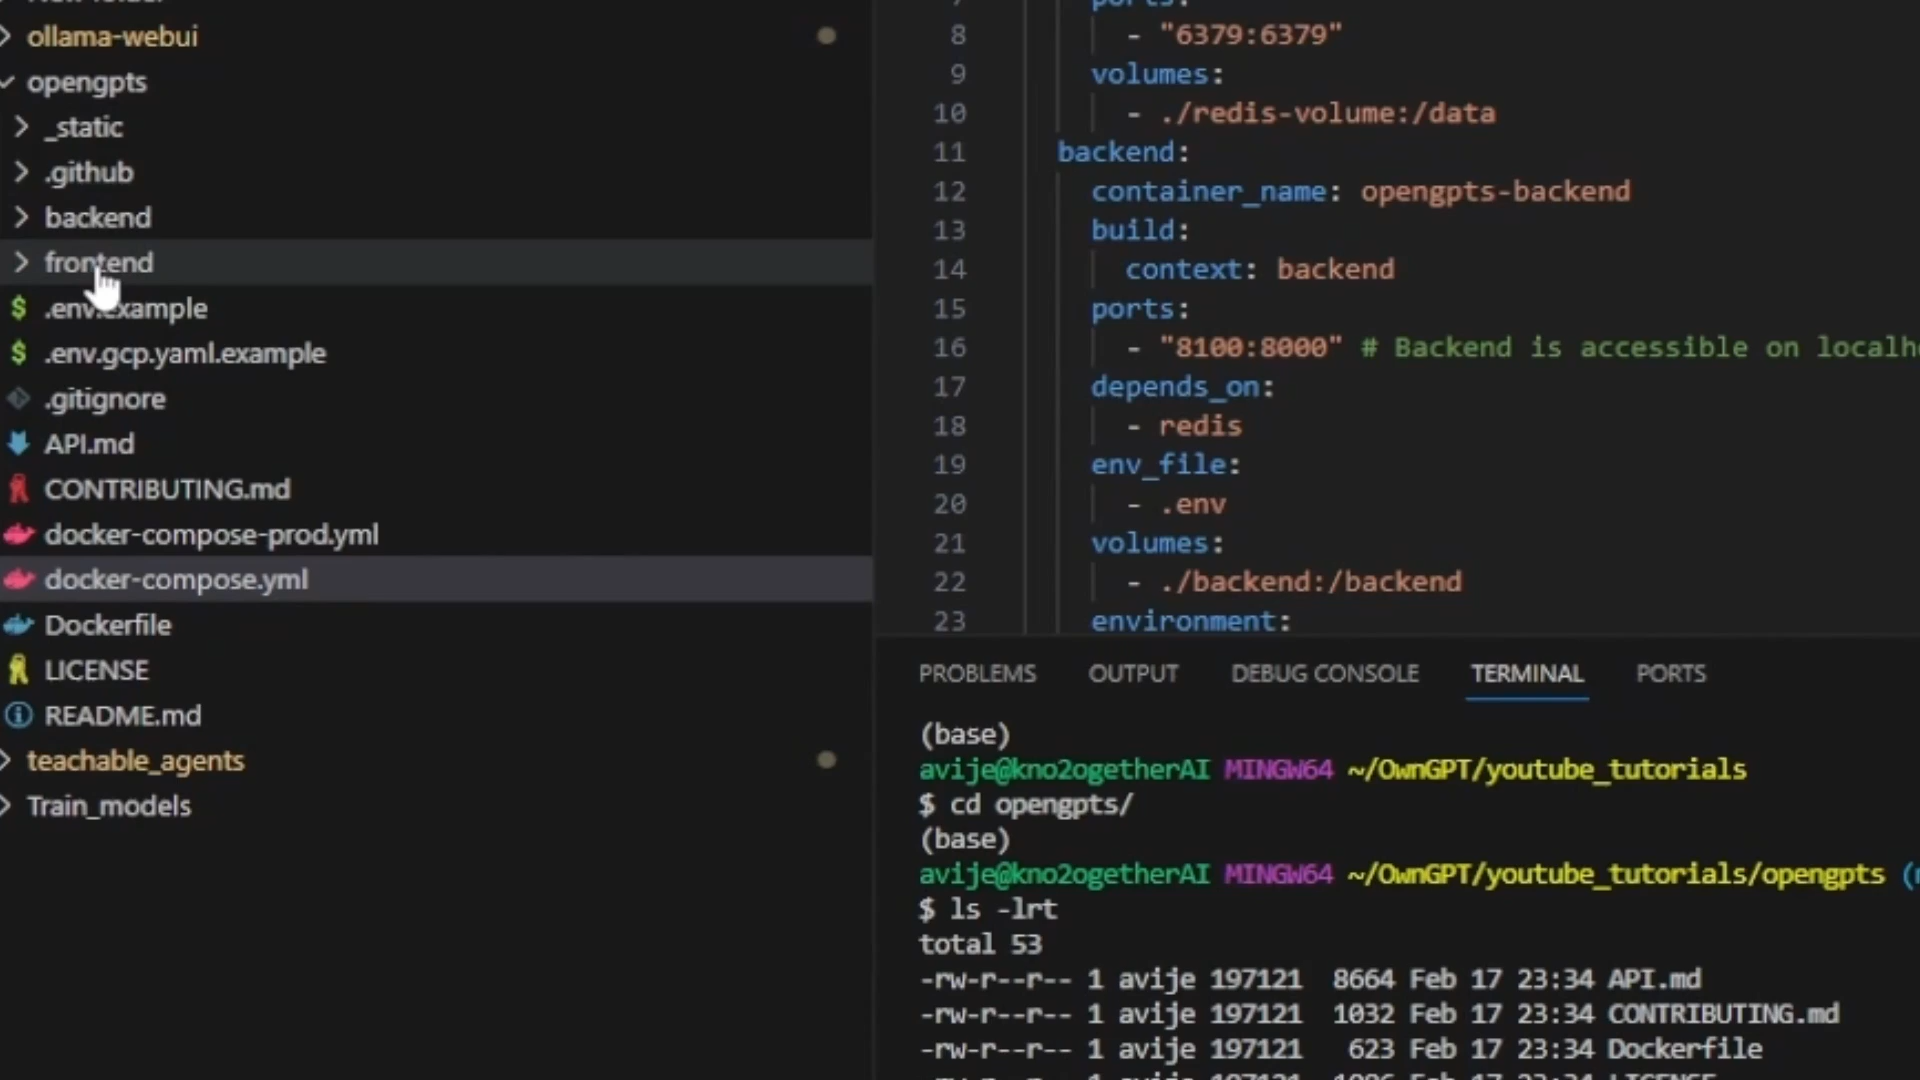 New folder
ollama-webui
opengpts
_static
.github
backend
frontend
.env.example
.env.gcp.yaml.example
.gitignore
API.md
CONTRIBUTING.md
docker-compose-prod.yml
docker-compose.yml
Dockerfile
LICENSE
README.md
teachable_agents
Train_models
7 ports:
8 - "6379:6379"
9 volumes:
10 - ./redis-volume:/data
11 backend:
12 container_name: opengpts-backend
13 build:
14 context: backend
15 ports:
16 - "8100:8000" # Backend is accessible on localh
17 depends_on:
18 - redis
19 env_file:
20 - .env
21 volumes:
22 - ./backend:/backend
23 environment:
PROBLEMS OUTPUT DEBUG CONSOLE TERMINAL PORTS
(base)
avije@kno2ogetherAI MINGW64 ~/OwnGPT/youtube_tutorials
$ cd opengpts/
(base)
avije@kno2ogetherAI MINGW64 ~/OwnGPT/youtube_tutorials/opengpts (
$ ls -lrt
total 53
-rw-r--r-- 1 avije 197121 8664 Feb 17 23:34 API.md
-rw-r--r-- 1 avije 197121 1032 Feb 17 23:34 CONTRIBUTING.md
-rw-r--r-- 1 avije 197121 623 Feb 17 23:34 Dockerfile